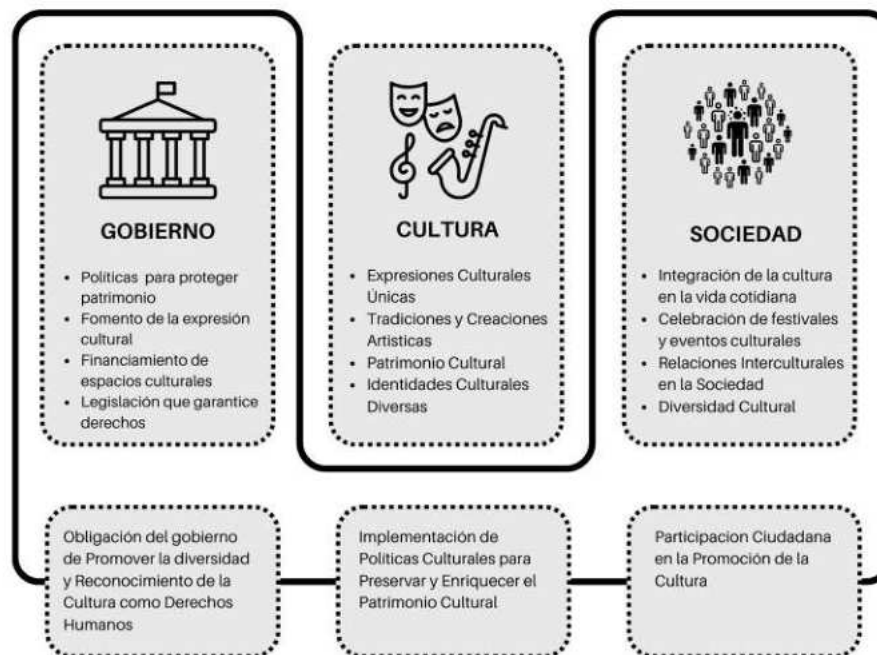 GOBIERNO
• Políticas para proteger
patrimonio
• Fomento de la expresión
cultural
• Financiamiento de
espacios culturales
• Legislación que garantice
derechos
CULTURA
• Expresiones Culturales
Únicas
• Tradiciones y Creaciones
Artisticas
• Patrimonio Cultural
• Identidades Culturales
Diversas
SOCIEDAD
• Integración de la cultura
en la vida cotidiana
• Celebración de festivales
y eventos culturales
• Relaciones Interculturales
en la Sociedad
• Diversidad Cultural
Obligación del gobierno
de Promover la diversidad
y Reconocimiento de la
Cultura como Derechos
Humanos
Implementación de
Políticas Culturales para
Preservar y Enriquecer el
Patrimonio Cultural
Participacion Ciudadana
en la Promoción de la
Cultura